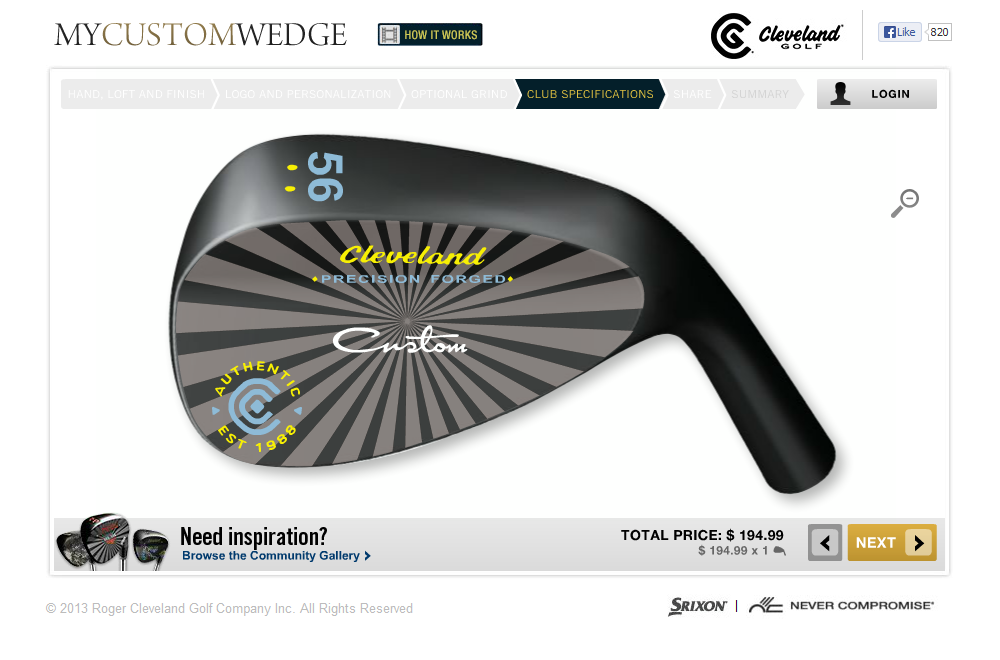 MYCUSTOMWEDGE
HOW IT WORKS
Cleveland
GOLF
Like
820
HAND, LOFT AND FINISH
LOGO AND PERSONALIZATION
OPTIONAL GRIND
CLUB SPECIFICATIONS
SHARE
SUMMARY
LOGIN
56
Cleveland
PRECISION FORGED
Custom
AUTHENTIC
EST 1988
Need inspiration?
Browse the Community Gallery
TOTAL PRICE: $ 194.99
$ 194.99 x 1
NEXT
© 2013 Roger Cleveland Golf Company Inc. All Rights Reserved
SRIXON
NEVER COMPROMISE